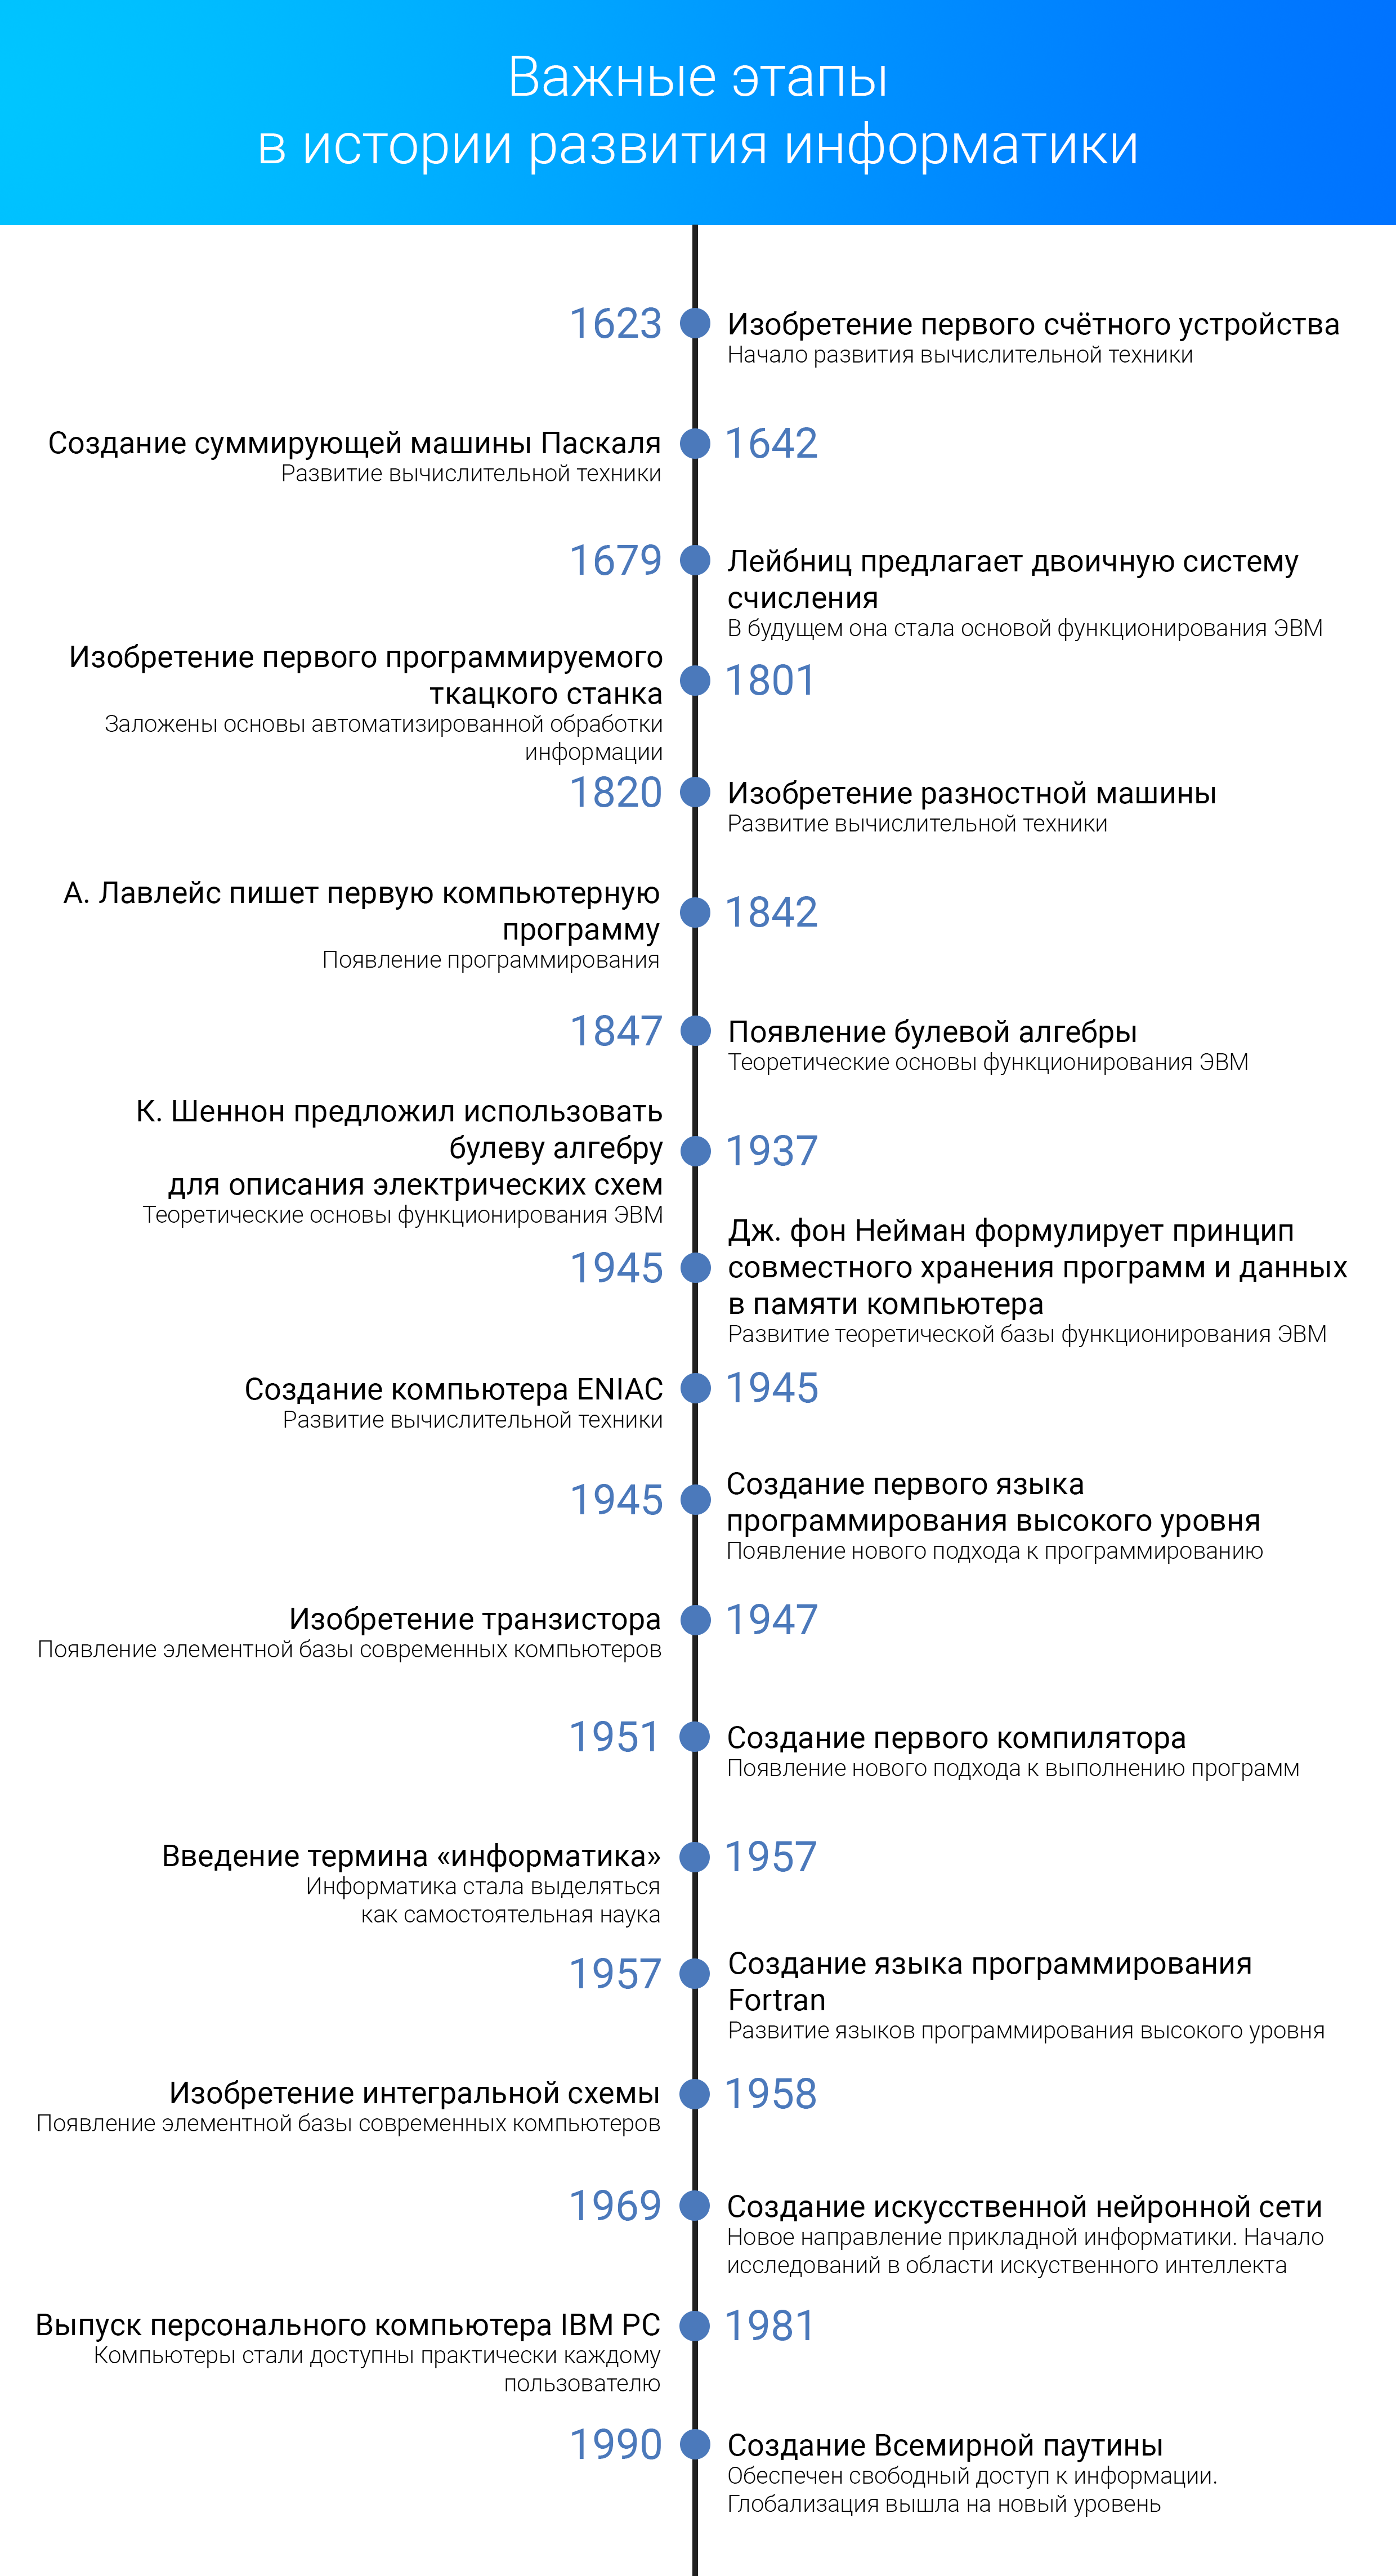 Важные этапы
в истории развития информатики
1623
Изобретение первого счётного устройства
Начало развития вычислительной техники
Создание суммирующей машины Паскаля
Развитие вычислительной техники
1642
1679
Лейбниц предлагает двоичную систему
счисления
В будущем она стала основой функционирования ЭВМ
Изобретение первого программируемого
ткацкого станка
Заложены основы автоматизированной обработки
информации
1801
1820
Изобретение разностной машины
Развитие вычислительной техники
А. Лавлейс пишет первую компьютерную
программу
Появление программирования
1842
1847
Появление булевой алгебры
Теоретические основы функционирования ЭВМ
К. Шеннон предложил использовать
булеву алгебру
для описания электрических схем
Теоретические основы функционирования ЭВМ
1937
1945
Дж. фон Нейман формулирует принцип
совместного хранения программ и данных
в памяти компьютера
Развитие теоретической базы функционирования ЭВМ
Создание компьютера ENIAC
Развитие вычислительной техники
1945
1945
Создание первого языка
программирования высокого уровня
Появление нового подхода к программированию
Изобретение транзистора
Появление элементной базы современных компьютеров
1947
1951
Создание первого компилятора
Появление нового подхода к выполнению программ
Введение термина «информатика»
Информатика стала выделяться
как самостоятельная наука
1957
1957
Создание языка программирования
Fortran
Развитие языков программирования высокого уровня
Изобретение интегральной схемы
Появление элементной базы современных компьютеров
1958
1969
Создание искусственной нейронной сети
Новое направление прикладной информатики. Начало
исследований в области искуственного интеллекта
Выпуск персонального компьютера IBM PC
Компьютеры стали доступны практически каждому
пользователю
1981
1990
Создание Всемирной паутины
Обеспечен свободный доступ к информации.
Глобализация вышла на новый уровень